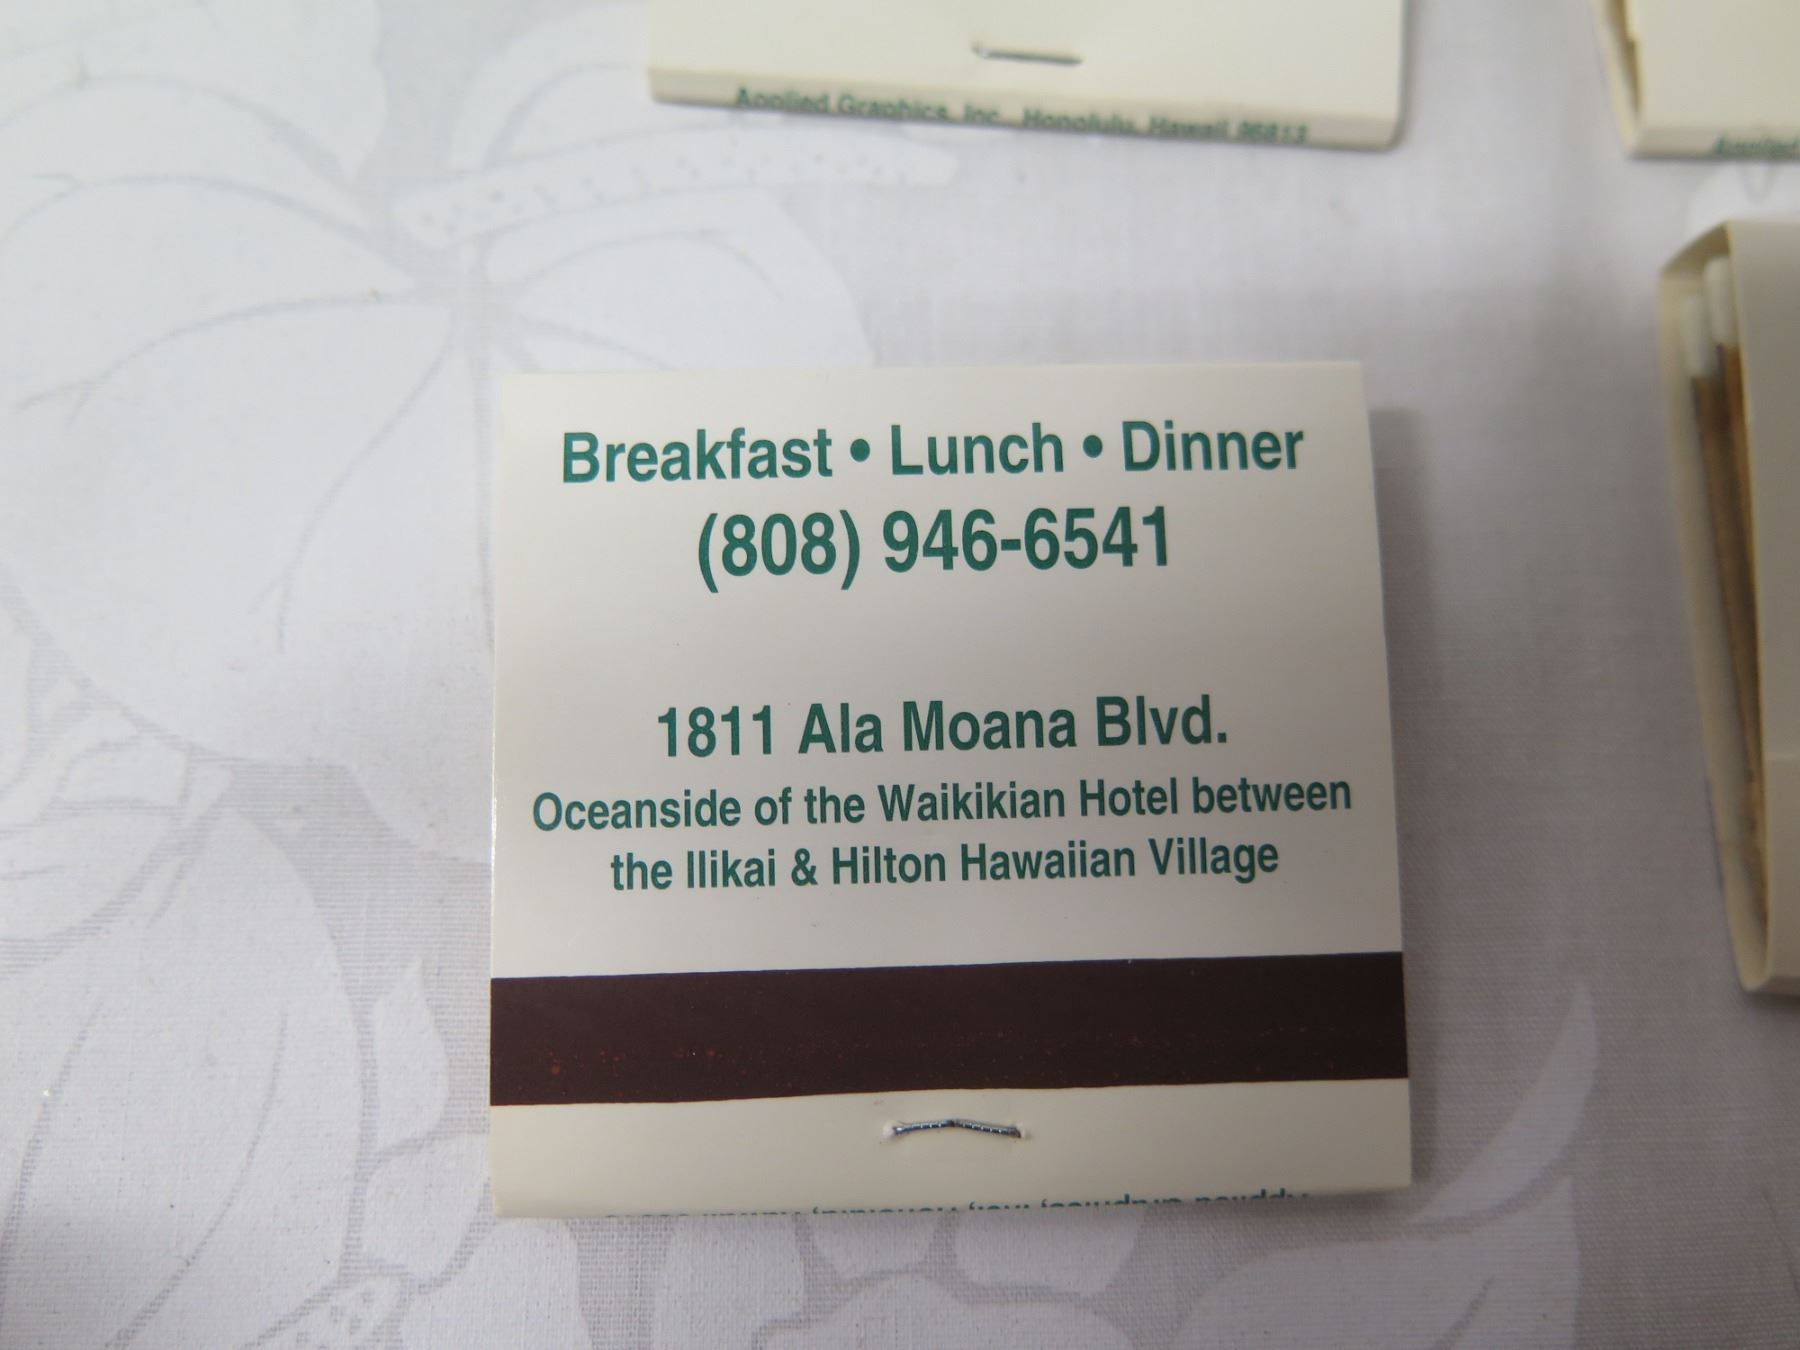 Applied Graphics, Inc. Honolulu, Hawaii 96813
Applied
Breakfast • Lunch • Dinner
(808) 946-6541
1811 Ala Moana Blvd.
Oceanside of the Waikikian Hotel between
the Ilikai & Hilton Hawaiian Village